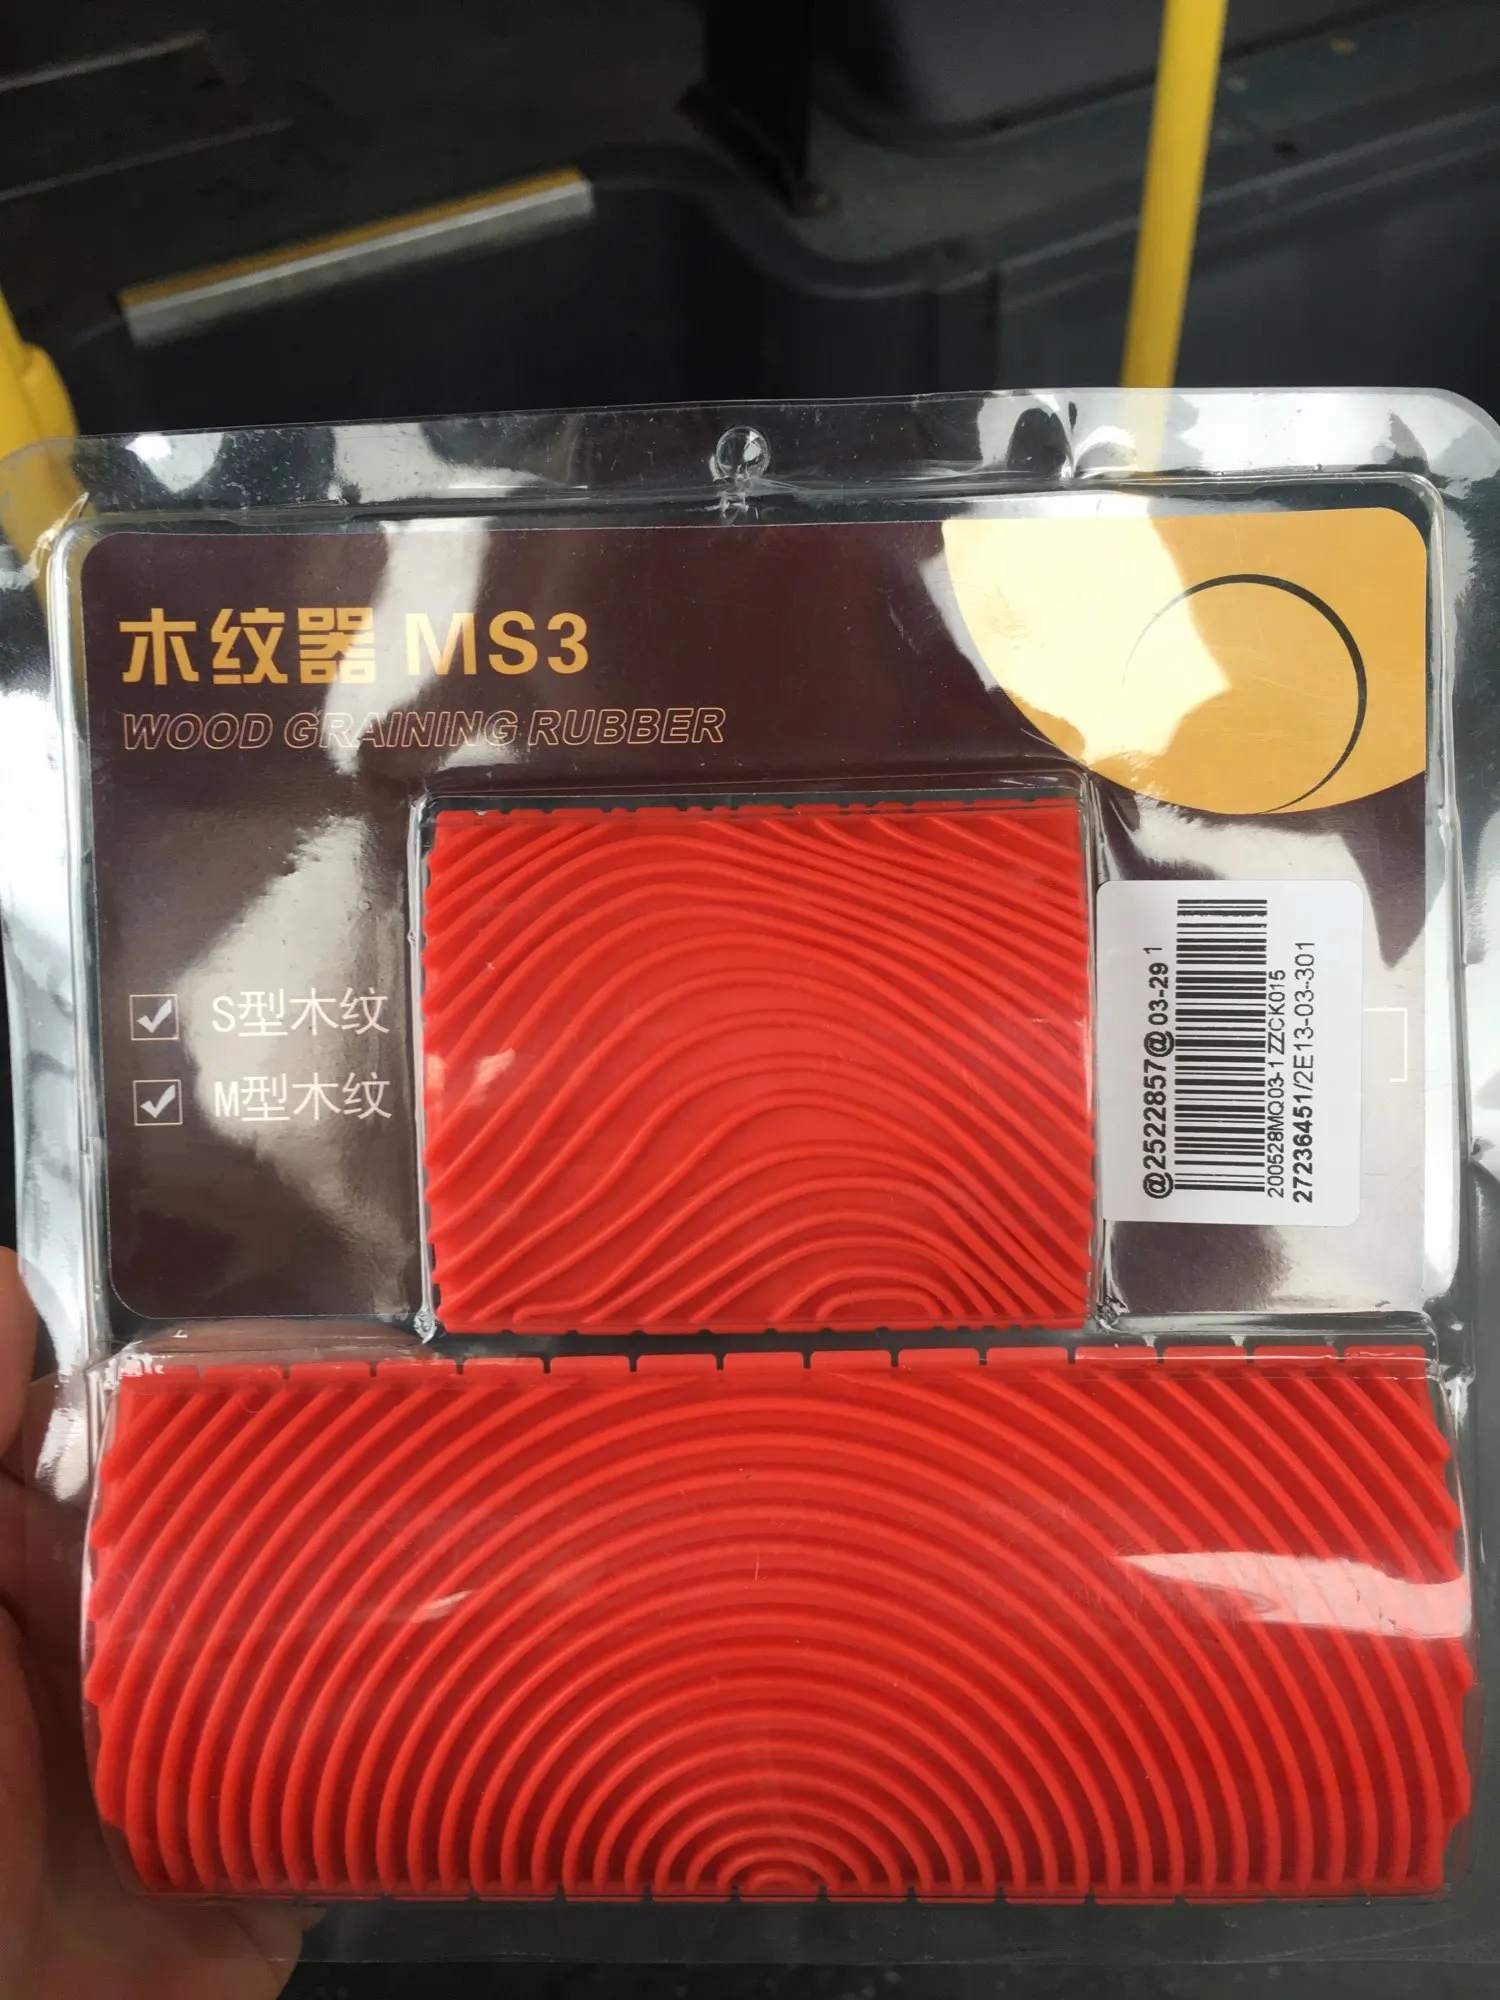 木纹器 MS3
WOOD GRAINING RUBBER
S型木纹
M型木纹
@2522857@ 03-29 1
200528MQ03-1 ZZCK015
27236451/2E13-03-301